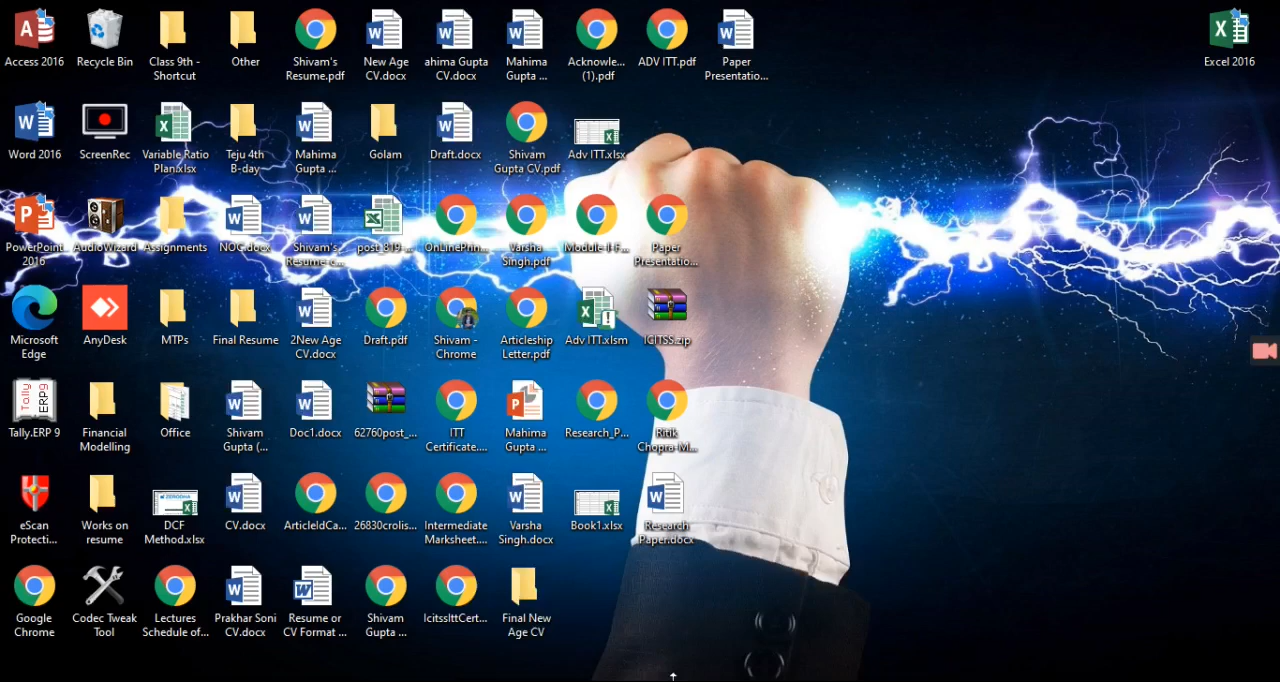 Access 2016
Recycle Bin
Class 9th -
Shortcut
Other
Shivam's
Resume.pdf
New Age
CV.docx
ahima Gupta
CV.docx
Mahima
Gupta ...
Acknowle...
(1).pdf
ADV ITT.pdf
Paper
Presentatio...
Excel 2016
Word 2016
ScreenRec
Variable Ratio
Plan.xlsx
Teju 4th
B-day
Mahima
Gupta ...
Golam
Draft.docx
Shivam
Gupta CV.pdf
Adv ITT.xlsx
PowerPoint
2016
AudioWizard
Assignments
NOC.docx
Shivam's
Resume-c...
post_819-...
OnLinePrin...
Varsha
Singh.pdf
Module-1-F...
Paper
Presentatio...
Microsoft
Edge
AnyDesk
MTPs
Final Resume
2New Age
CV.docx
Draft.pdf
Shivam -
Chrome
Articleship
Letter.pdf
Adv ITT.xlsm
ICITSS.zip
Tally
ERP9
Tally.ERP 9
Financial
Modelling
Office
Shivam
Gupta (...
Doc1.docx
62760post_...
ITT
Certificate....
Mahima
Gupta ...
Research_P...
Ritik
Chopra-M...
eScan
Protecti...
Works on
resume
ZERODHA
DCF
Method.xlsx
CV.docx
ArticleIdCa...
26830crolis...
Intermediate
Marksheet....
Varsha
Singh.docx
Book1.xlsx
Research
Paper.docx
Google
Chrome
Codec Tweak
Tool
Lectures
Schedule of...
Prakhar Soni
CV.docx
Resume or
CV Format ...
Shivam
Gupta ...
IcitssIttCert...
Final New
Age CV